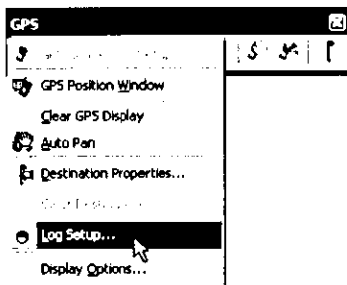 GPS
GPS Position Window
Clear GPS Display
Auto Pan
Destination Properties...
Log Setup...
Display Options...